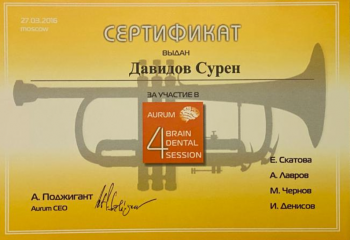 27.03.2016
moscow
СЕРТИФИКАТ
ВЫДАН
Давидов Сурен
ЗА УЧАСТИЕ В
AURUM
4 BRAIN
DENTAL
SESSION
Е. Скатова
А. Лавров
М. Чернов
И. Денисов
А. Поджигант
Aurum CEO